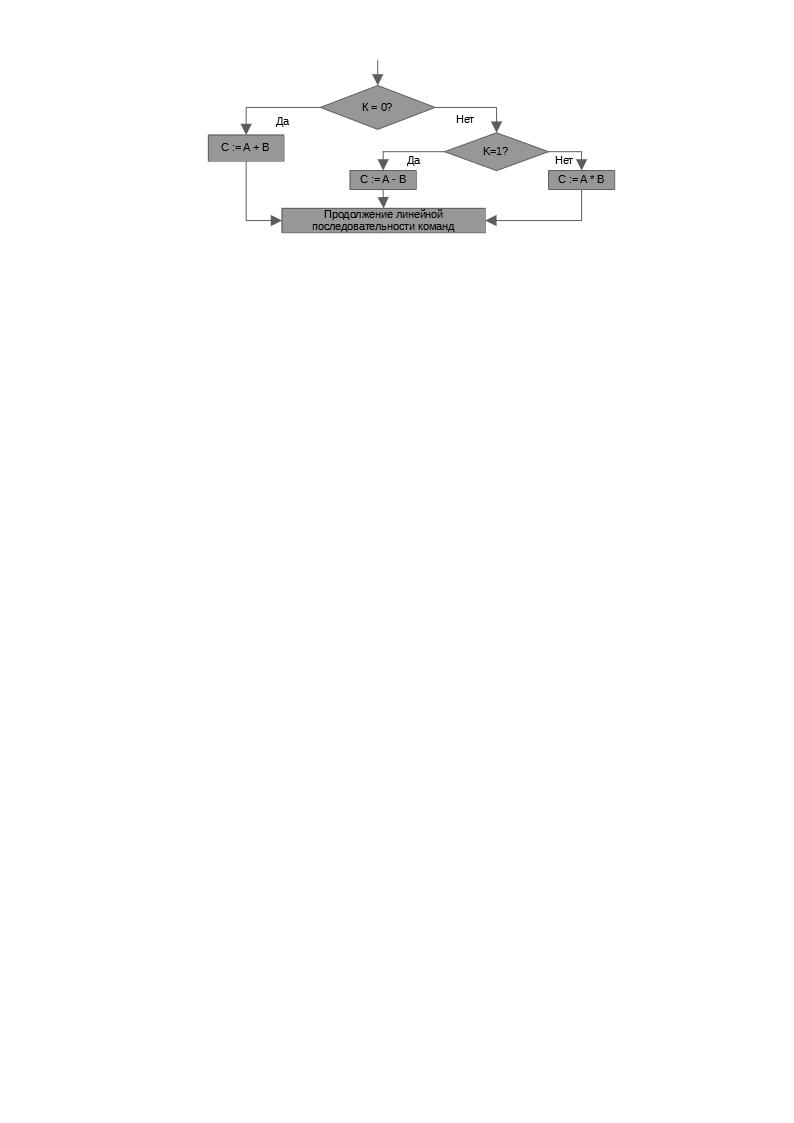 K = 0?
Да
Нет
C := A + B
K=1?
Да
Нет
C := A - B
C := A * B
Продолжение линейной
последовательности команд